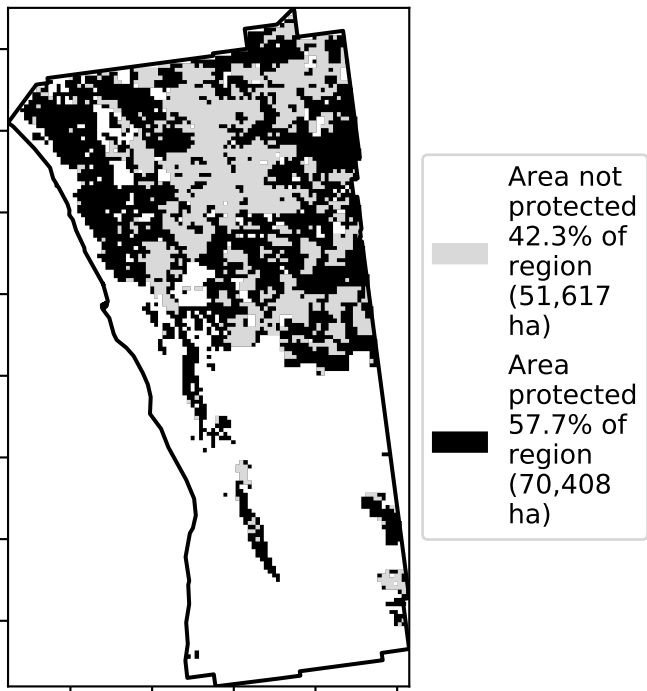 Area not
protected
42.3% of
region
(51,617
ha)
Area
protected
57.7% of
region
(70,408
ha)